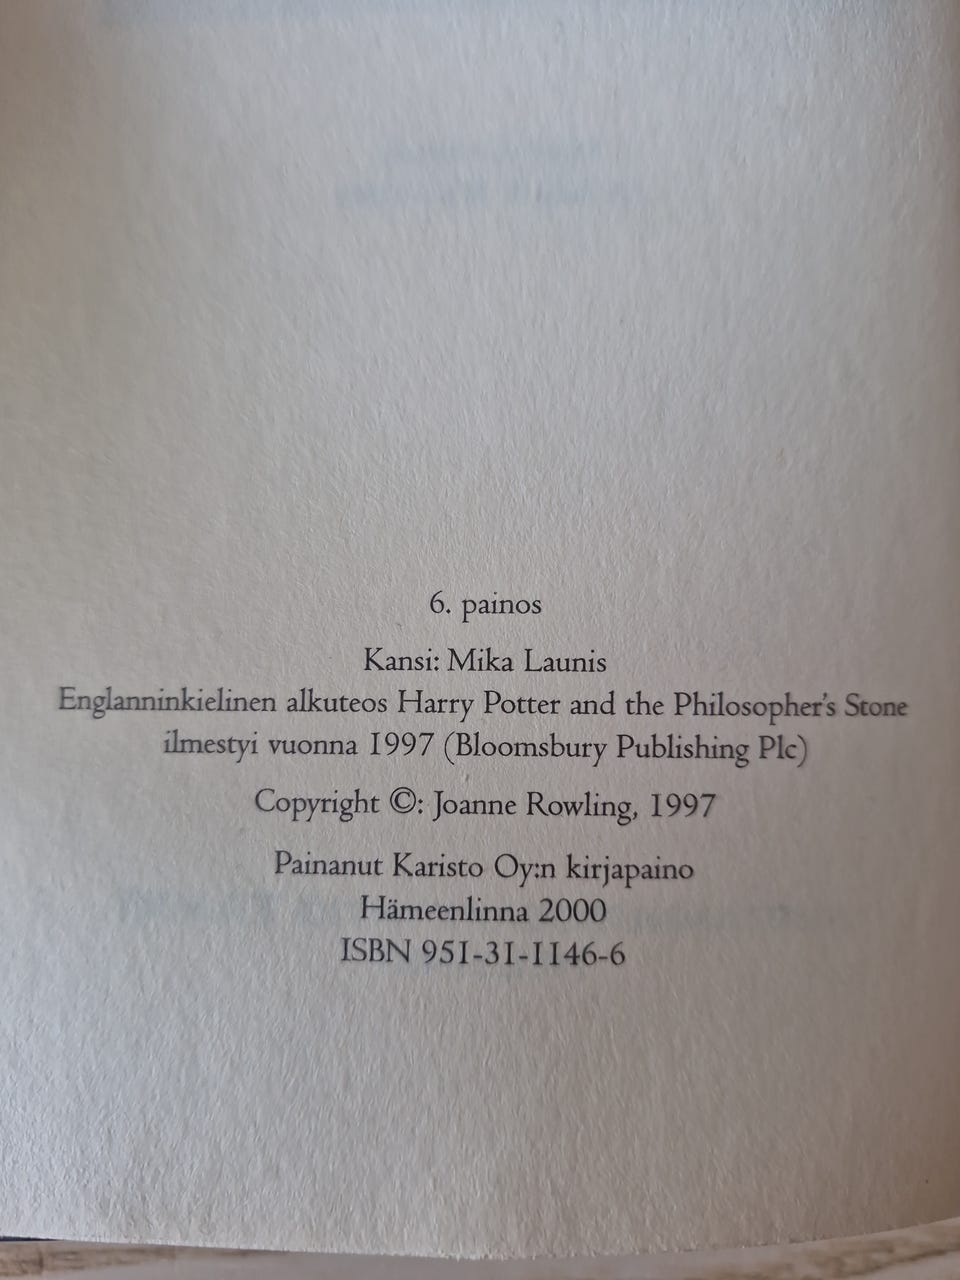 6. painos
Kansi: Mika Launis
Englanninkielinen alkuteos Harry Potter and the Philosopher's Stone
ilmestyi vuonna 1997 (Bloomsbury Publishing Plc)
Copyright ©: Joanne Rowling, 1997
Painanut Karisto Oy:n kirjapaino
Hämeenlinna 2000
ISBN 951-31-1146-6